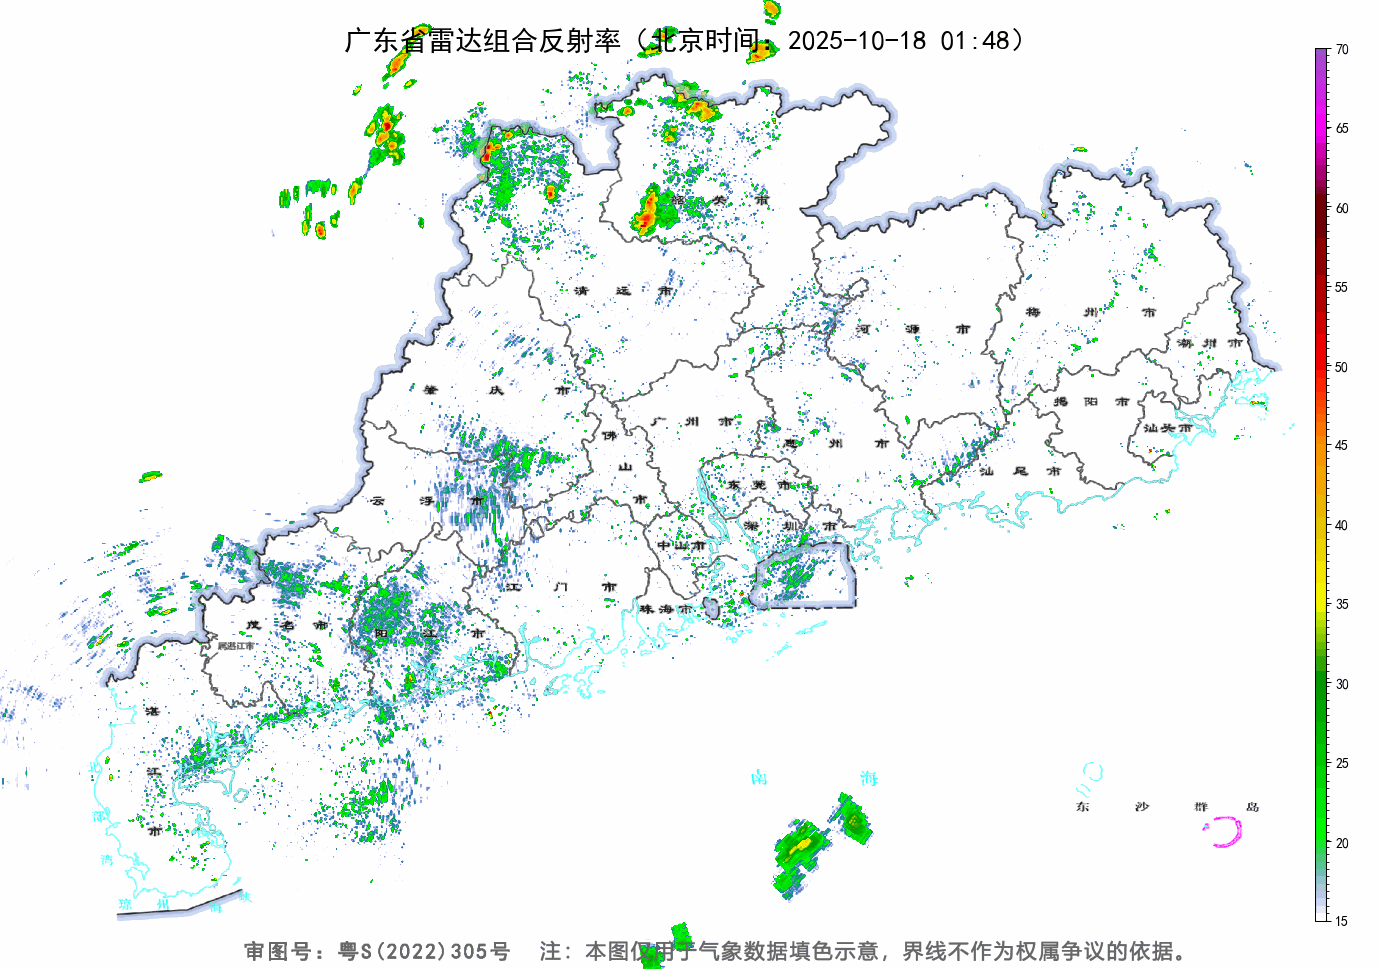 广东省雷达组合反射率（北京时间：2025-10-18 01:48）
70
65
60
55
50
45
40
35
30
25
20
15
韶 关 市
清 远 市
河 源 市
梅 州 市
潮 州 市
肇 庆 市
广 州 市
佛 山 市
惠 州 市
揭 阳 市
汕头市
汕 尾 市
云 浮 市
东 莞 市
深 圳 市
中山市
江 门 市
珠海市
茂 名 市
属湛江市
阳 江 市
湛 江 市
北 部 湾
琼 州 海 峡
南 海
东 沙 群 岛
审图号：粤S(2022)305号 注：本图仅用于气象数据填色示意，界线不作为权属争议的依据。